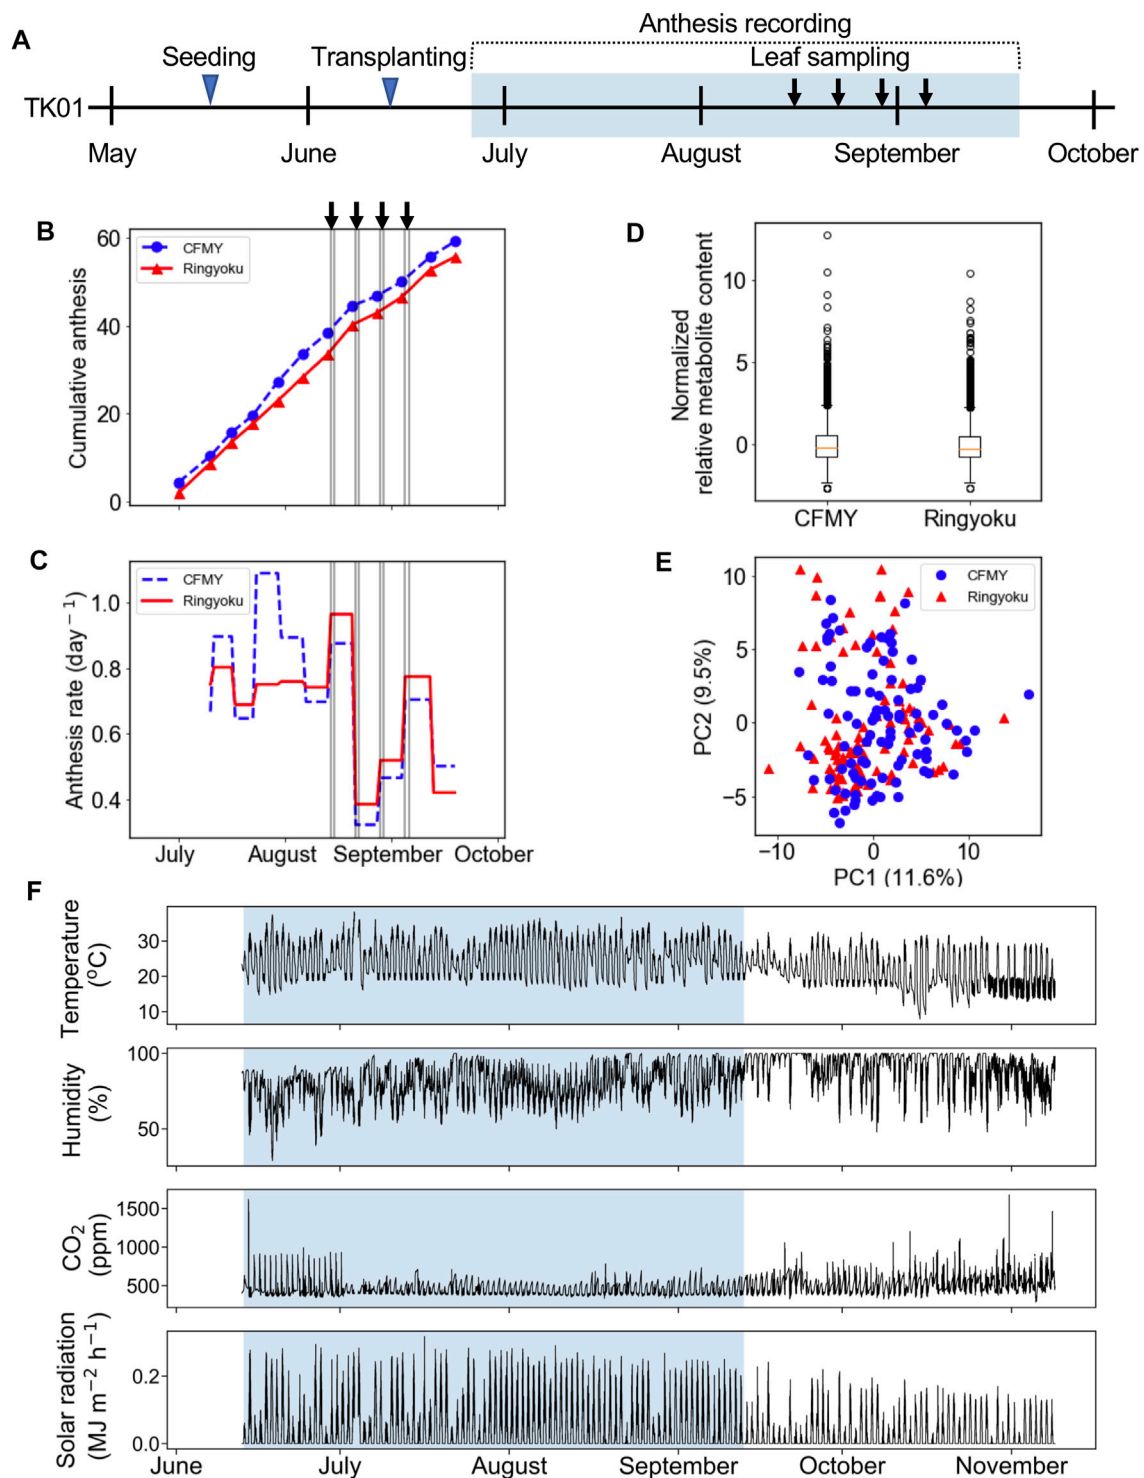 A
Anthesis recording
Seeding
Transplanting
Leaf sampling
TK01
May
June
July
August
September
October
B
60
40
20
0
Cumulative anthesis
CFMY
Ringyoku
C
1.0
0.8
0.6
0.4
Anthesis rate (day⁻¹)
CFMY
Ringyoku
July
August
September
October
D
10
5
0
Normalized
relative metabolite content
CFMY
Ringyoku
E
10
5
0
−5
PC2 (9.5%)
CFMY
Ringyoku
−10
0
10
PC1 (11.6%)
F
Temperature
(°C)
30
20
10
Humidity
(%)
100
50
CO₂
(ppm)
1500
1000
500
Solar radiation
(MJ m⁻² h⁻¹)
0.2
0.0
June
July
August
September
October
November